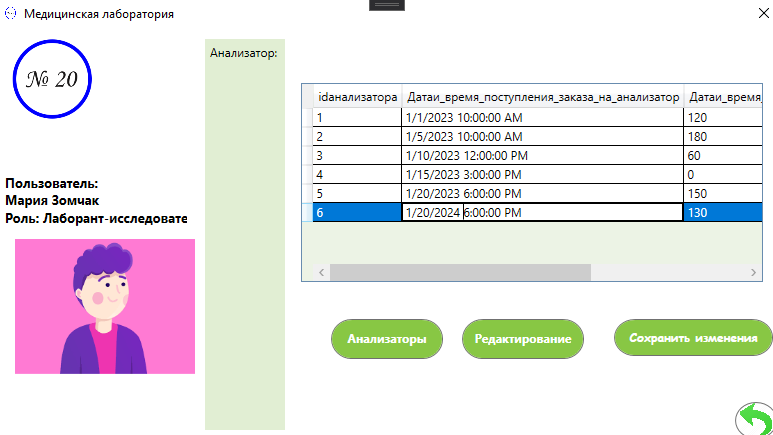 Медицинская лаборатория
№ 20
Анализатор:
Пользователь:
Мария Зомчак
Роль: Лаборант-исследовате
idанализатора Датаи_время_поступления_заказа_на_анализатор Датаи_время_
1 1/1/2023 10:00:00 AM 120
2 1/5/2023 10:00:00 AM 180
3 1/10/2023 12:00:00 PM 60
4 1/15/2023 3:00:00 PM 0
5 1/20/2023 6:00:00 PM 150
6 1/20/2024 6:00:00 PM 130
Анализаторы
Редактирование
Сохранить изменения